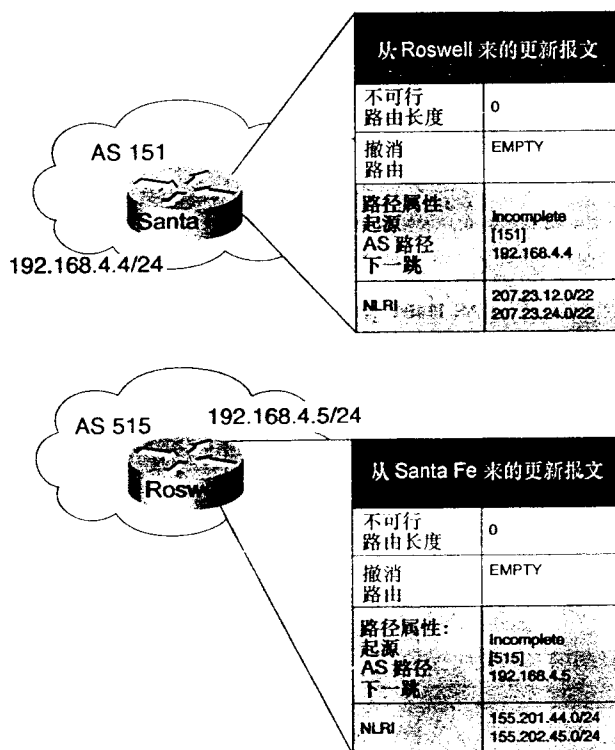 从 Roswell 来的更新报文
不可行
路由长度
0
撤消
路由
EMPTY
AS 151
Santa
192.168.4.4/24
路径属性:
起源
AS 路径
下一跳
Incomplete
[151]
192.168.4.4
NLRI
207.23.12.0/22
207.23.24.0/22
AS 515
192.168.4.5/24
Rosw
从 Santa Fe 来的更新报文
不可行
路由长度
0
撤消
路由
EMPTY
路径属性:
起源
AS 路径
下一跳
Incomplete
[515]
192.168.4.5
NLRI
155.201.44.0/24
155.202.45.0/24